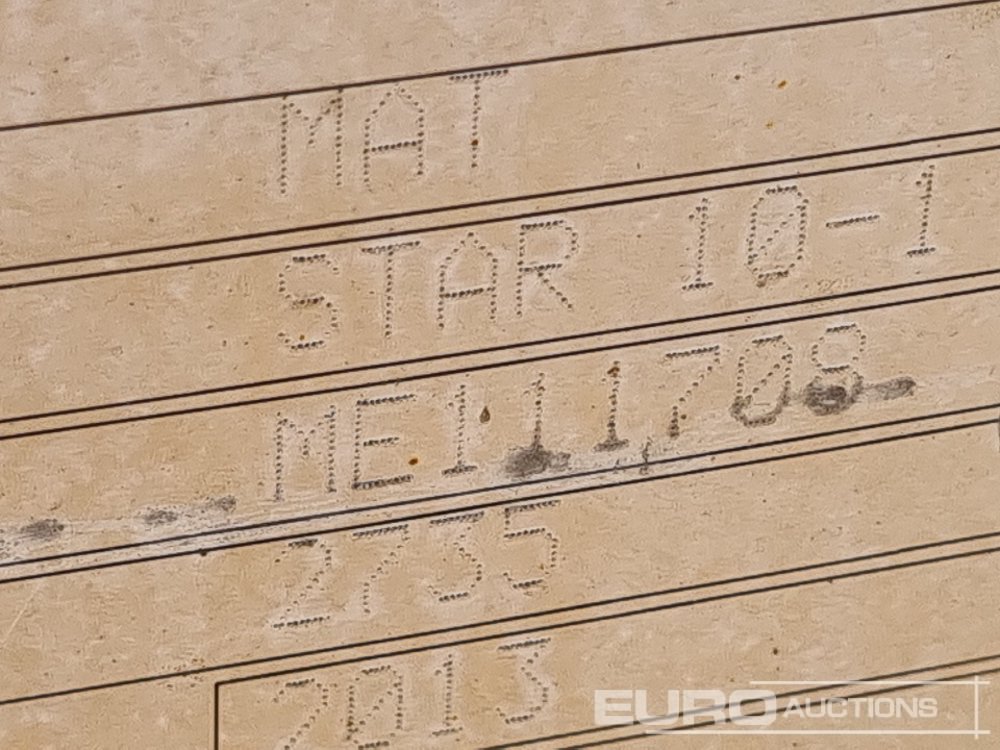 MAT
STAR 10-1
ME111708
2735
2013
EURO AUCTIONS